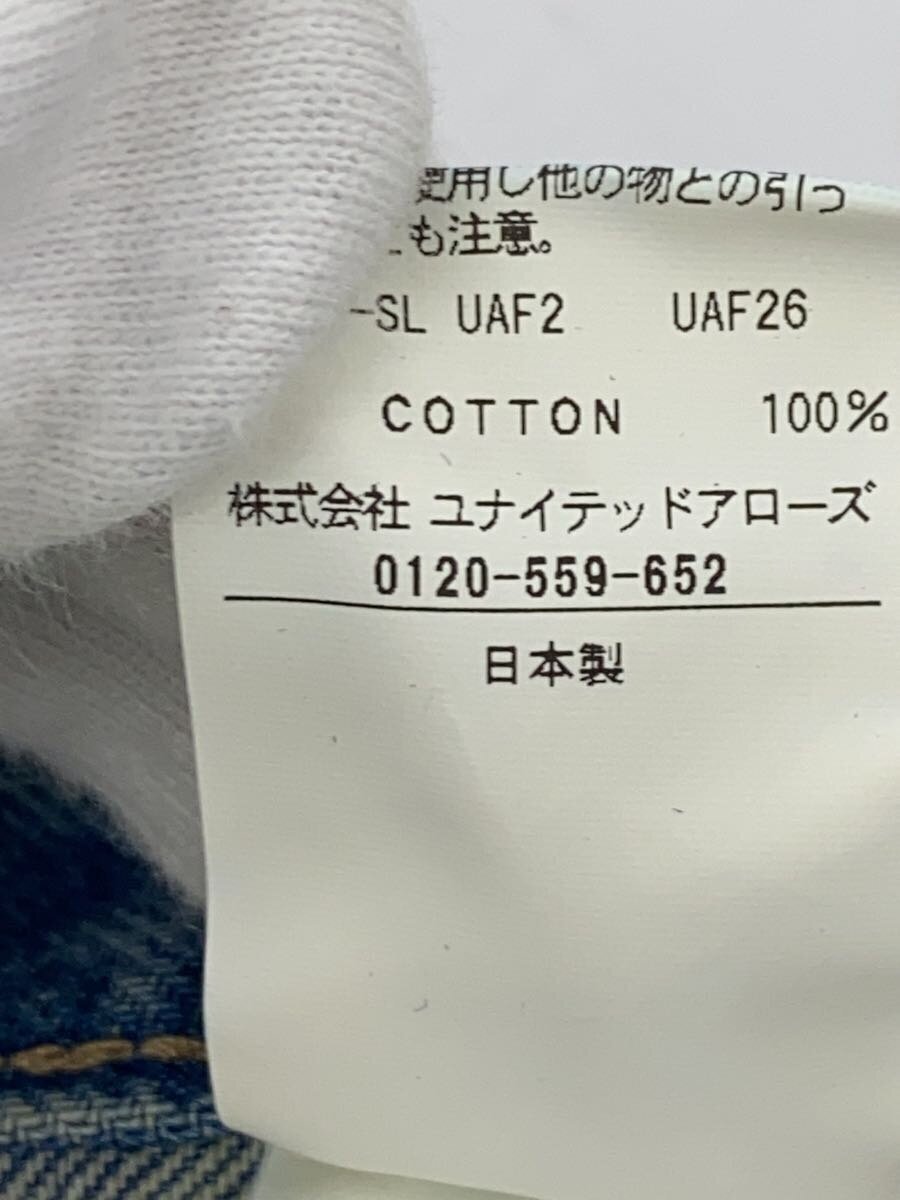 使用し他の物との引っ
も注意。
-SL UAF2 UAF26
COTTON 100%
株式会社 ユナイテッドアローズ
0120-559-652
日本製